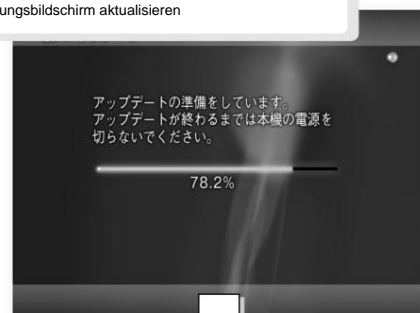 ungsbildschirm aktualisieren
アップデートの準備をしています。
アップデートが終わるまでは本機の電源を
切らないでください。
78.2%